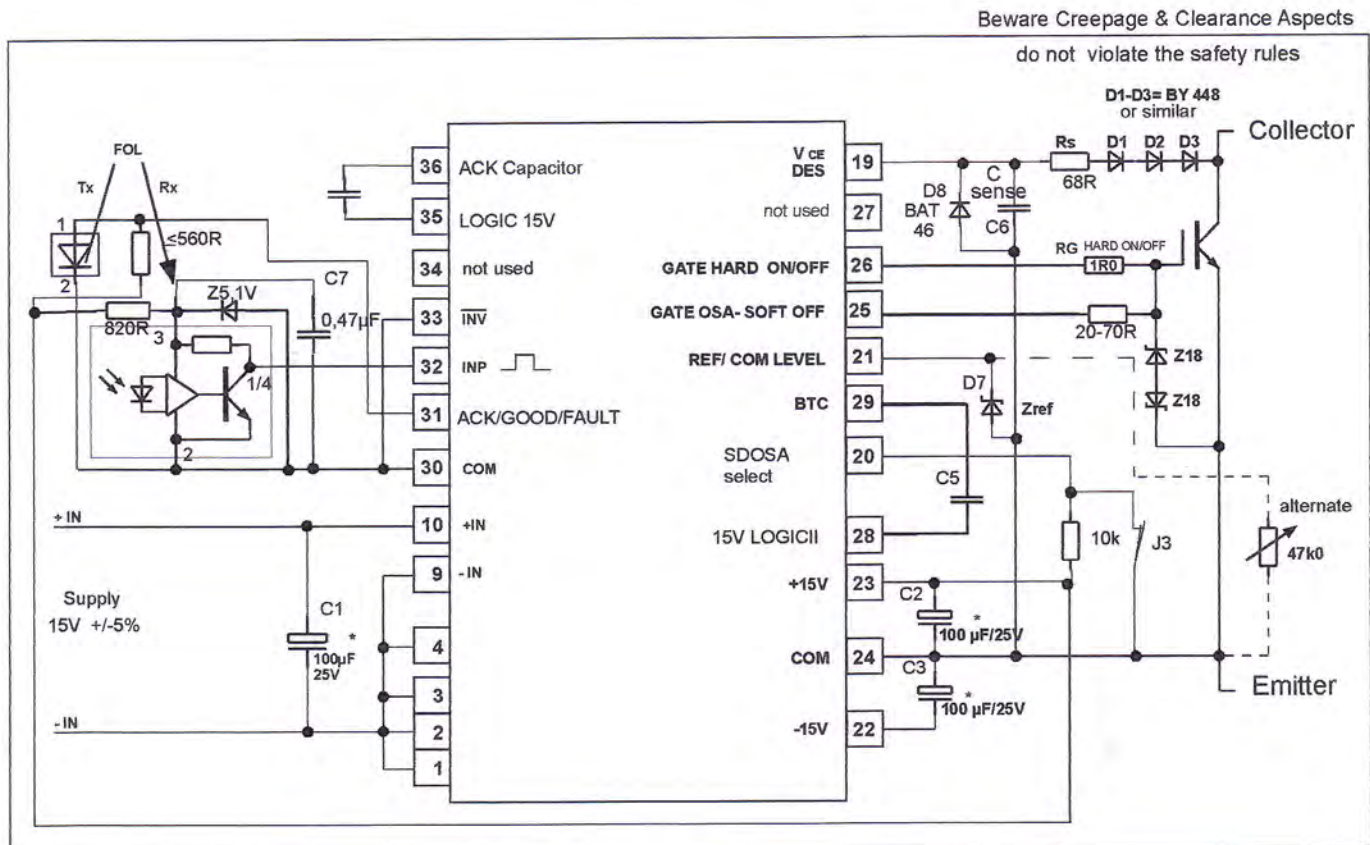 Beware Creepage & Clearance Aspects
do not violate the safety rules
D1-D3= BY 448
or similar
Collector
FOL
Tx
Rx
1
2
≤560R
820R
Z5,1V
C7
0,47µF
3
1/4
2
36
ACK Capacitor
35
LOGIC 15V
34
not used
33
INV
32
INP
31
ACK/GOOD/FAULT
30
COM
+ IN
10
+IN
9
- IN
Supply
15V +/-5%
C1
*
100µF
25V
4
3
- IN
2
1
V CE
DES
19
not used
27
GATE HARD ON/OFF
26
GATE OSA- SOFT OFF
25
REF/ COM LEVEL
21
BTC
29
SDOSA
select
20
15V LOGICII
28
+15V
23
COM
24
-15V
22
Rs
D1
D2
D3
68R
D8
BAT
46
C
sense
C6
RG
HARD ON/OFF
1R0
20-70R
Z18
Z18
D7
Zref
C5
10k
J3
alternate
47k0
C2
*
100 µF/25V
C3
*
100 µF/25V
Emitter